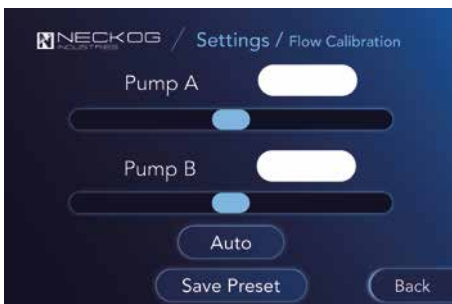 NECKOG INDUSTRIES / Settings / Flow Calibration
Pump A
Pump B
Auto
Save Preset
Back